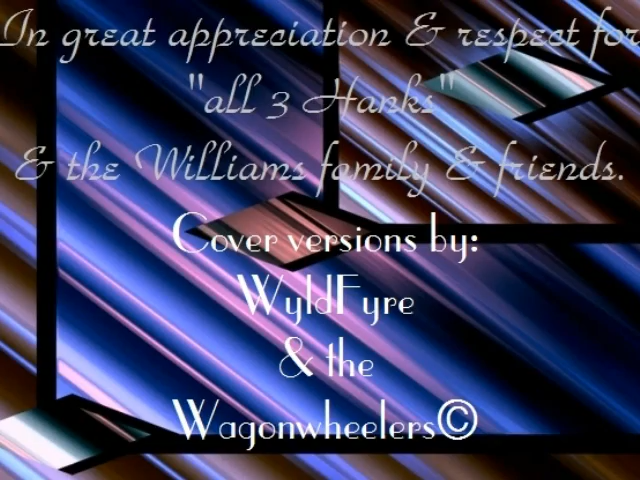 In great appreciation & respect for
"all 3 Hanks"
& the Williams family & friends.
Cover versions by:
WyldFyre
& the
Wagonwheelers©